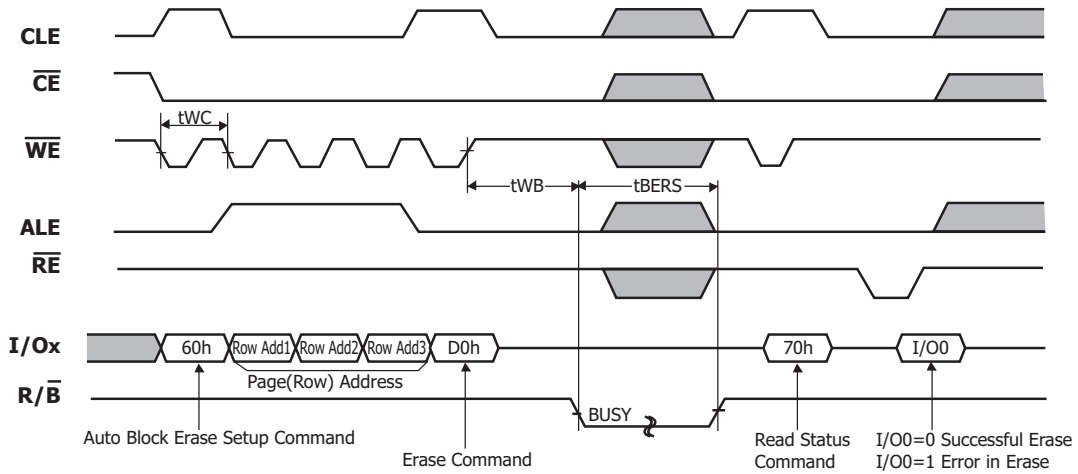 CLE
CE
tWC
WE
tWB
tBERS
ALE
RE
I/Ox
60h
Row Add1
Row Add2
Row Add3
D0h
70h
I/O0
Page(Row) Address
R/B
BUSY
Auto Block Erase Setup Command
Erase Command
Read Status
Command
I/O0=0 Successful Erase
I/O0=1 Error in Erase